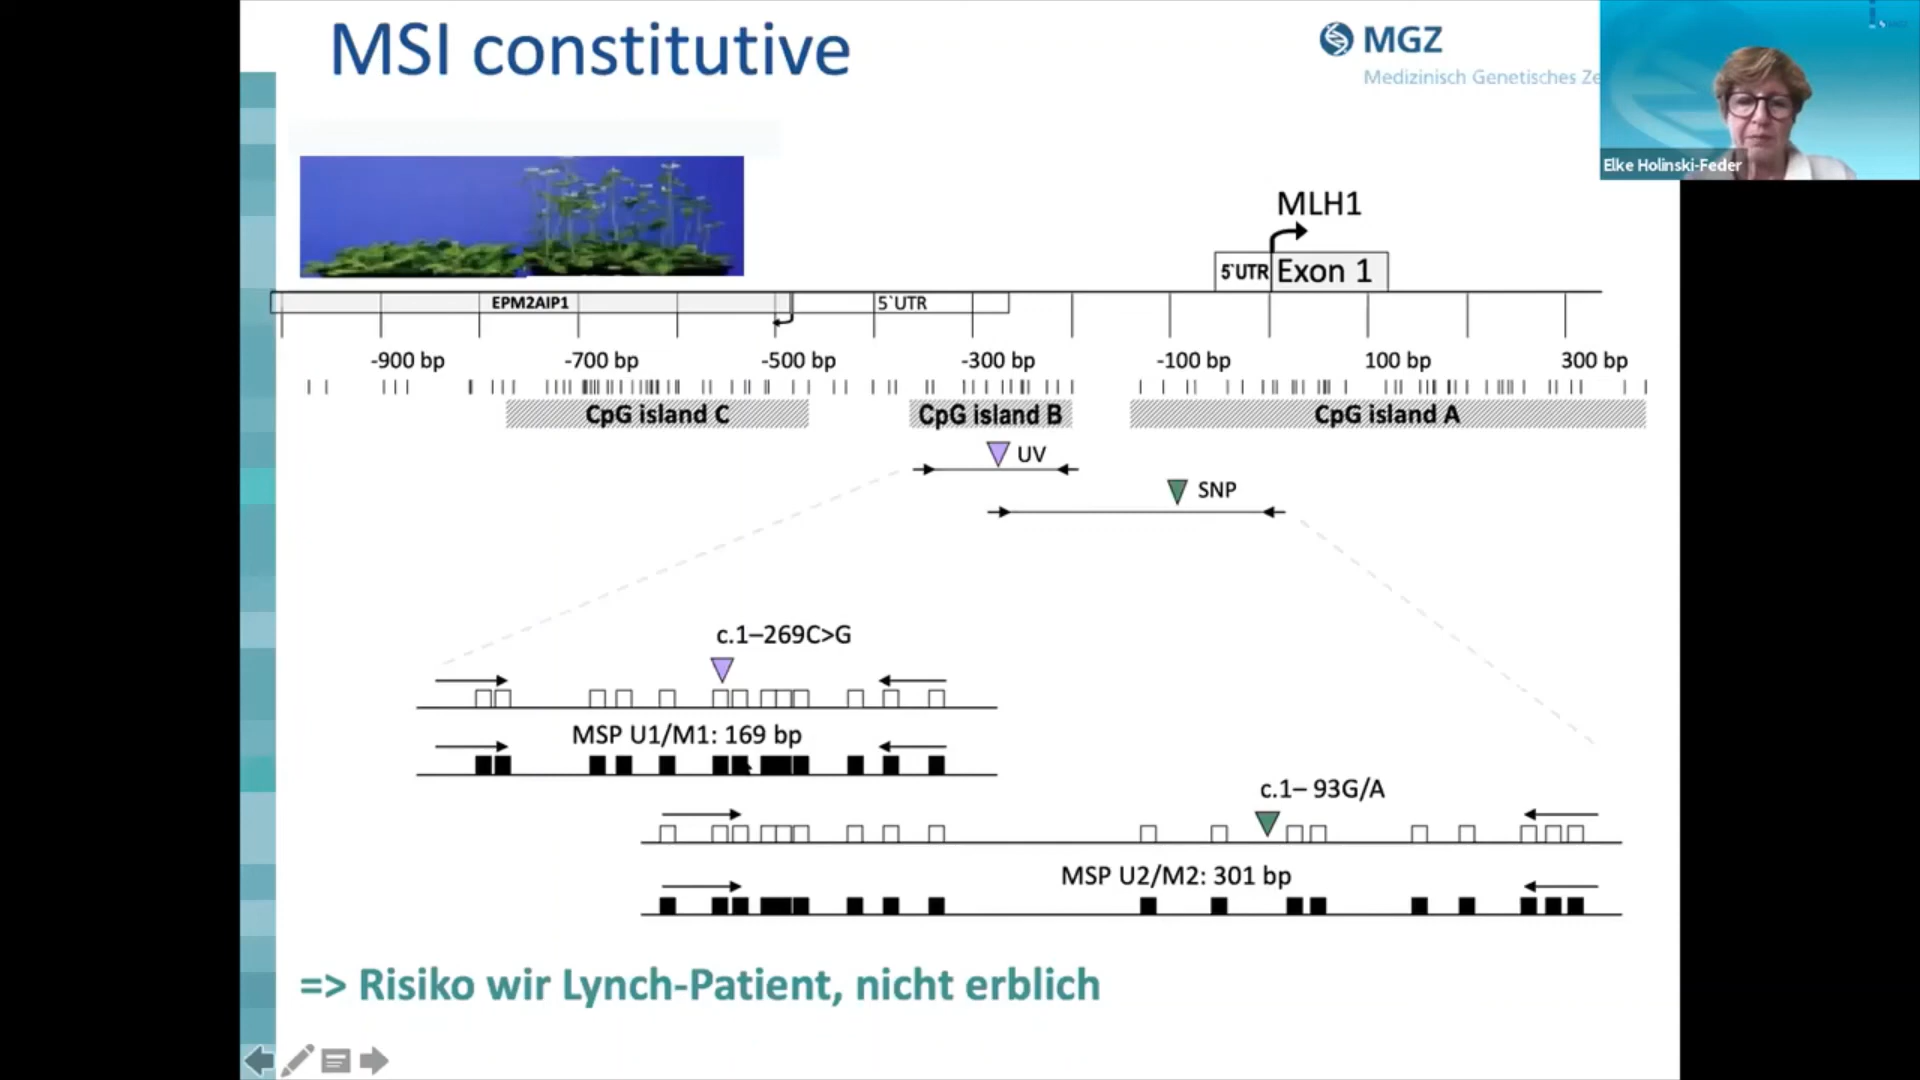 MSI constitutive
MGZ
Medizinisch Genetisches Ze
Elke Holinski-Feder
MLH1
5`UTR Exon 1
EPM2AIP1 5`UTR
-900 bp -700 bp -500 bp -300 bp -100 bp 100 bp 300 bp
CpG island C CpG island B CpG island A
UV
SNP
c.1–269C>G
MSP U1/M1: 169 bp
c.1– 93G/A
MSP U2/M2: 301 bp
=> Risiko wir Lynch-Patient, nicht erblich